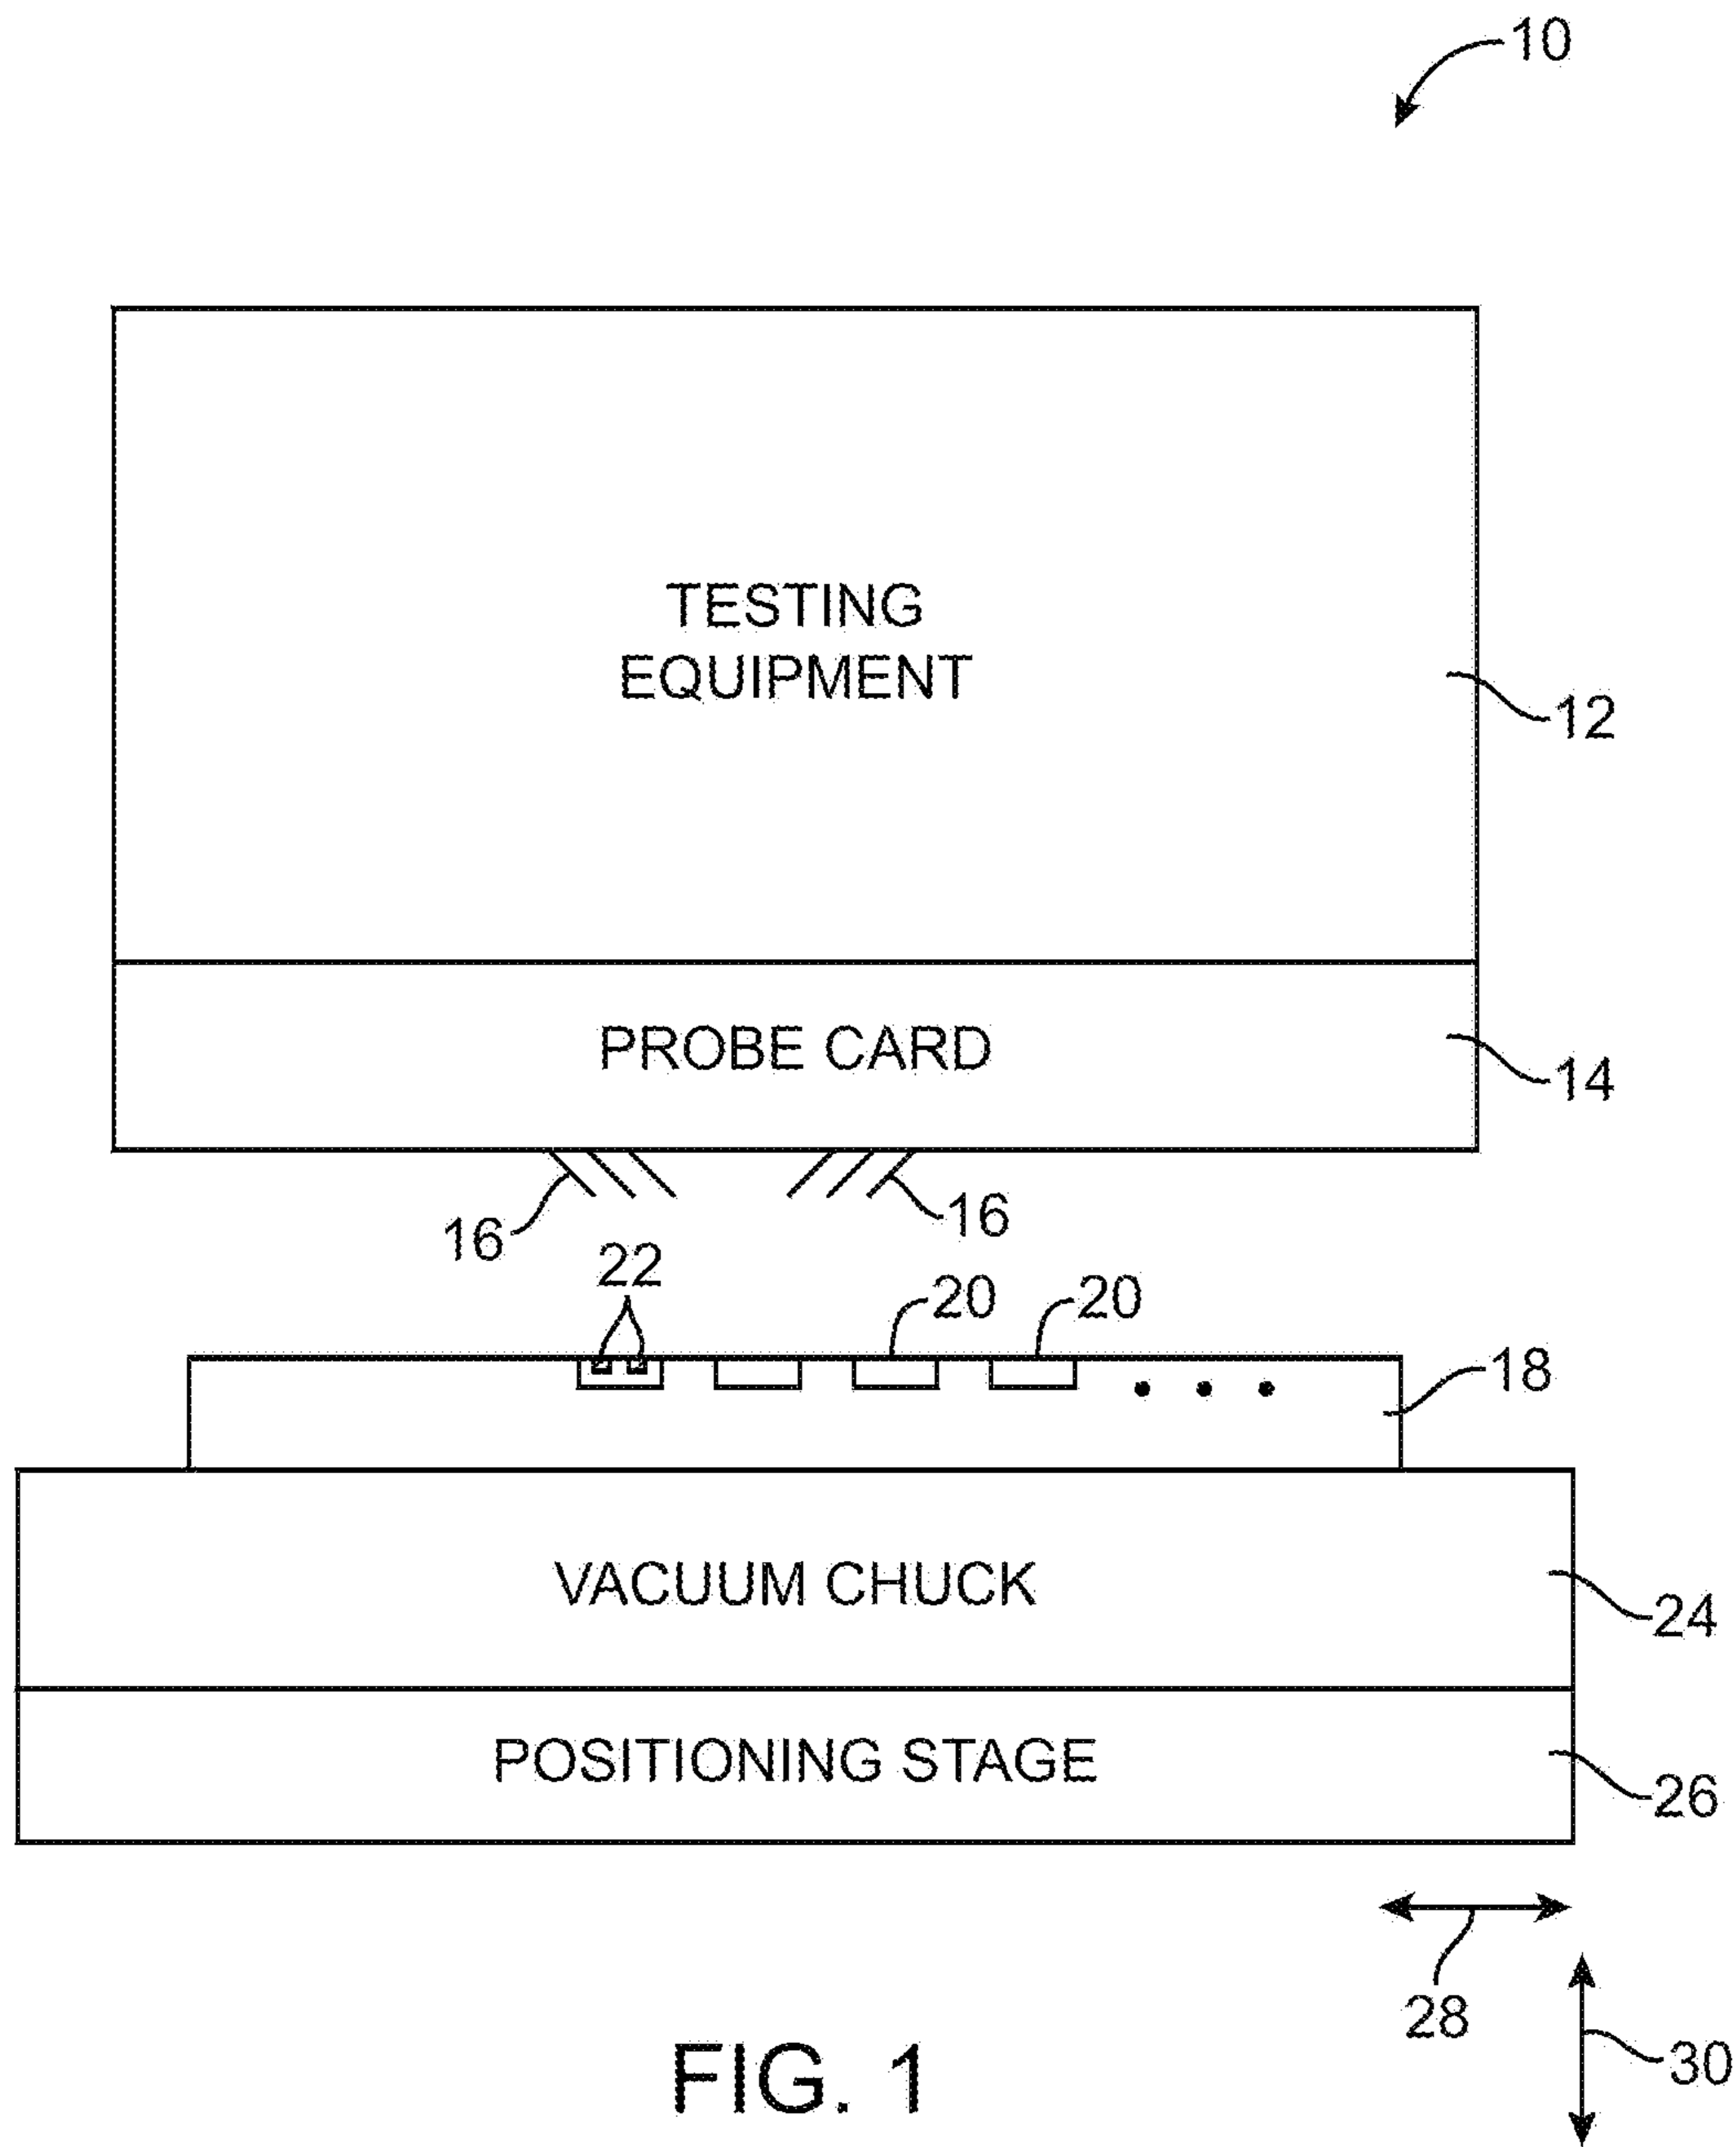 10
TESTING
EQUIPMENT
12
PROBE CARD
14
16
16
22
20
20
18
VACUUM CHUCK
24
POSITIONING STAGE
26
28
30
FIG. 1